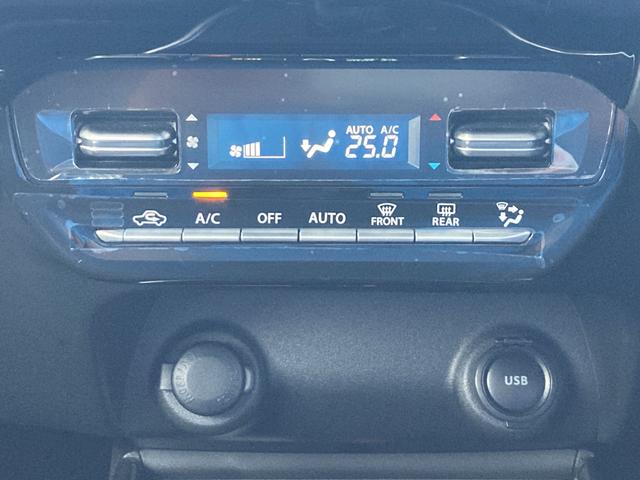 AUTO A/C
25.0
A/C OFF AUTO FRONT REAR
USB